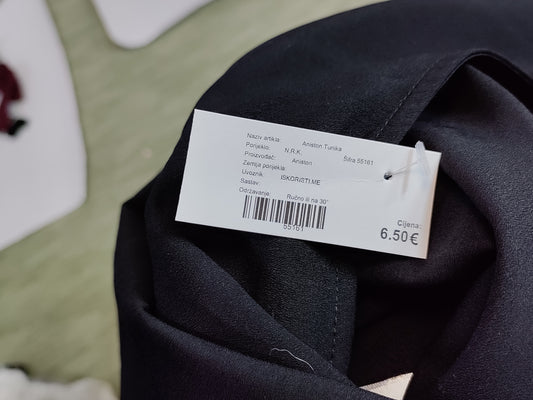 Naziv artikla: Aniston Tunika
Porijeklo: N.R.K. Šifra 55161
Proizvođač: Aniston
Zemlja porijekla
Uvoznik: ISKORISTI.ME
Sastav:
Održavanje: Ručno ili na 30°
55161
Cijena:
6.50€